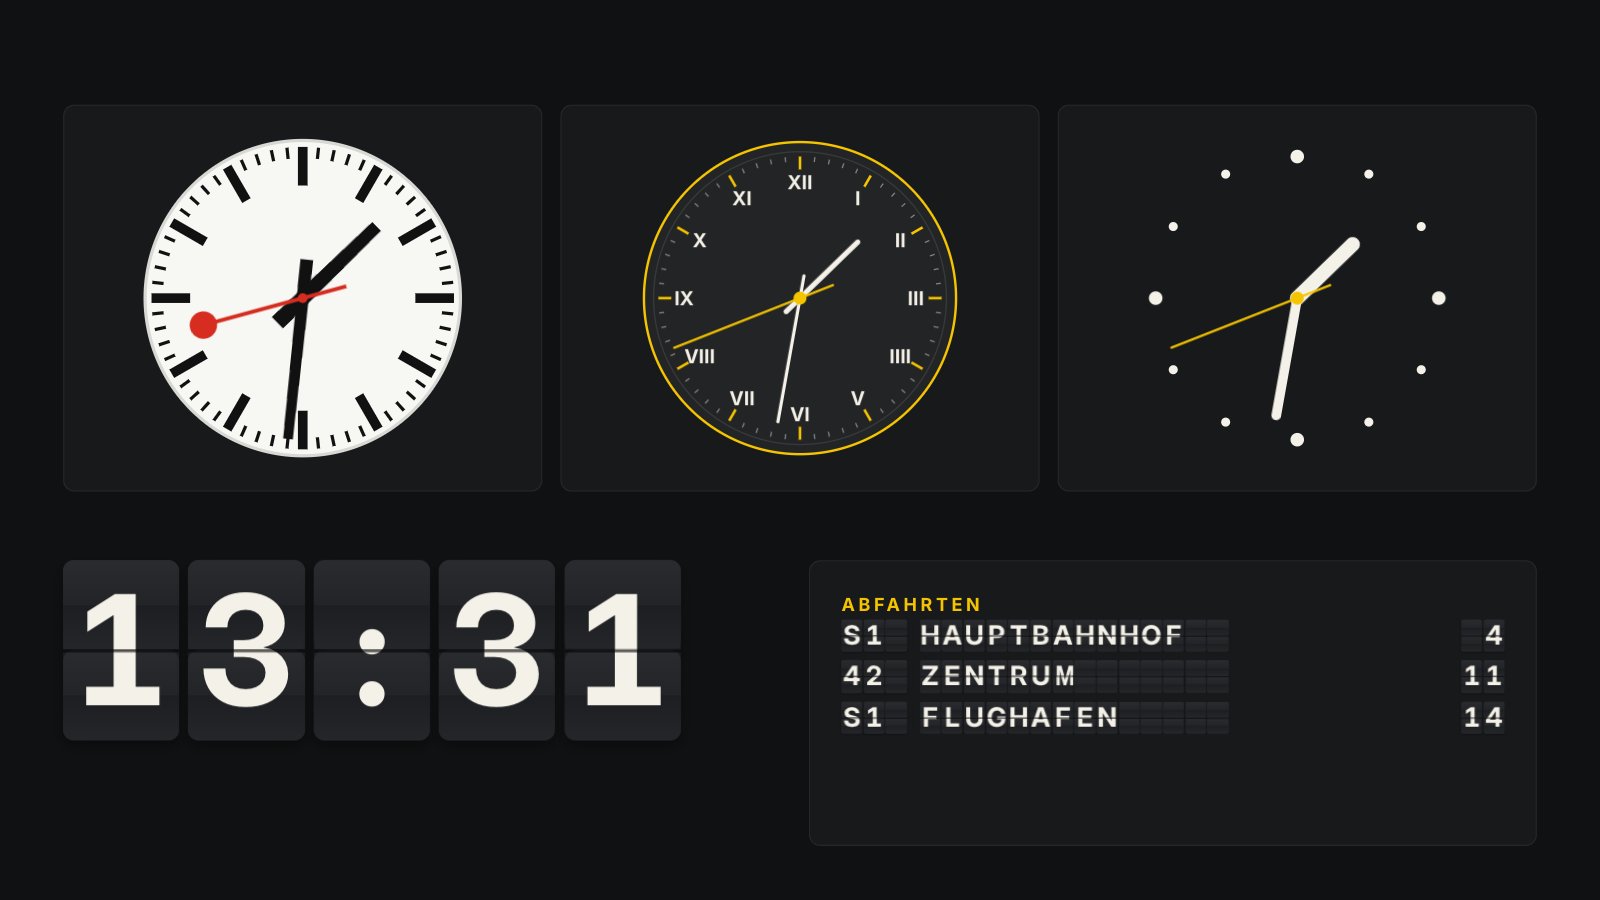 XII
XI I
X II
IX III
VIII IIII
VII V
VI
13:31
ABFAHRTEN
S1 HAUPTBAHNHOF 4
42 ZENTRUM 11
S1 FLUGHAFEN 14